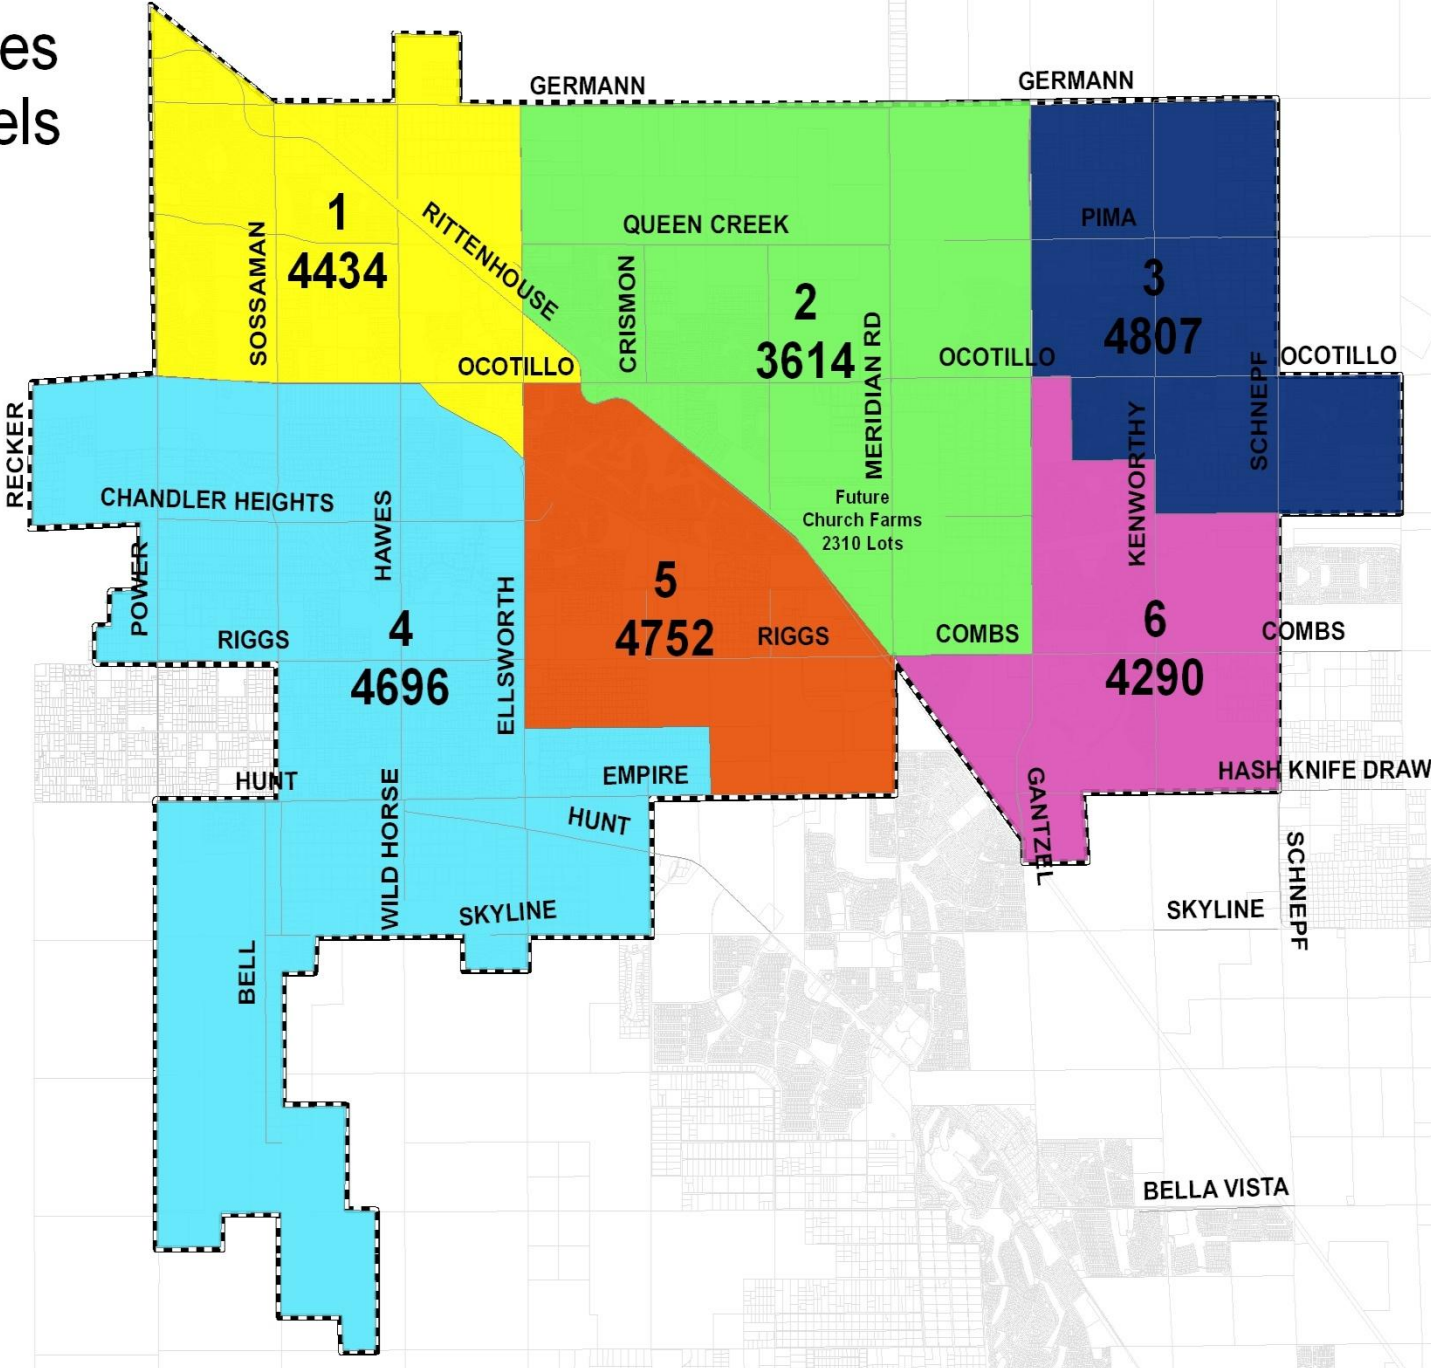 es
els
GERMANN
GERMANN
1
4434
SOSSAMAN
RITTENHOUSE
QUEEN CREEK
CRISMON
2
3614
MERIDIAN RD
PIMA
3
4807
OCOTILLO
OCOTILLO
OCOTILLO
SCHNEPF
RECKER
CHANDLER HEIGHTS
HAWES
KENWORTHY
Future
Church Farms
2310 Lots
POWER
RIGGS
4
4696
ELLSWORTH
5
4752
RIGGS
COMBS
6
4290
COMBS
HUNT
WILD HORSE
EMPIRE
HUNT
GANTZEL
HASH KNIFE DRAW
SKYLINE
SKYLINE
SCHNEPF
BELL
BELLA VISTA